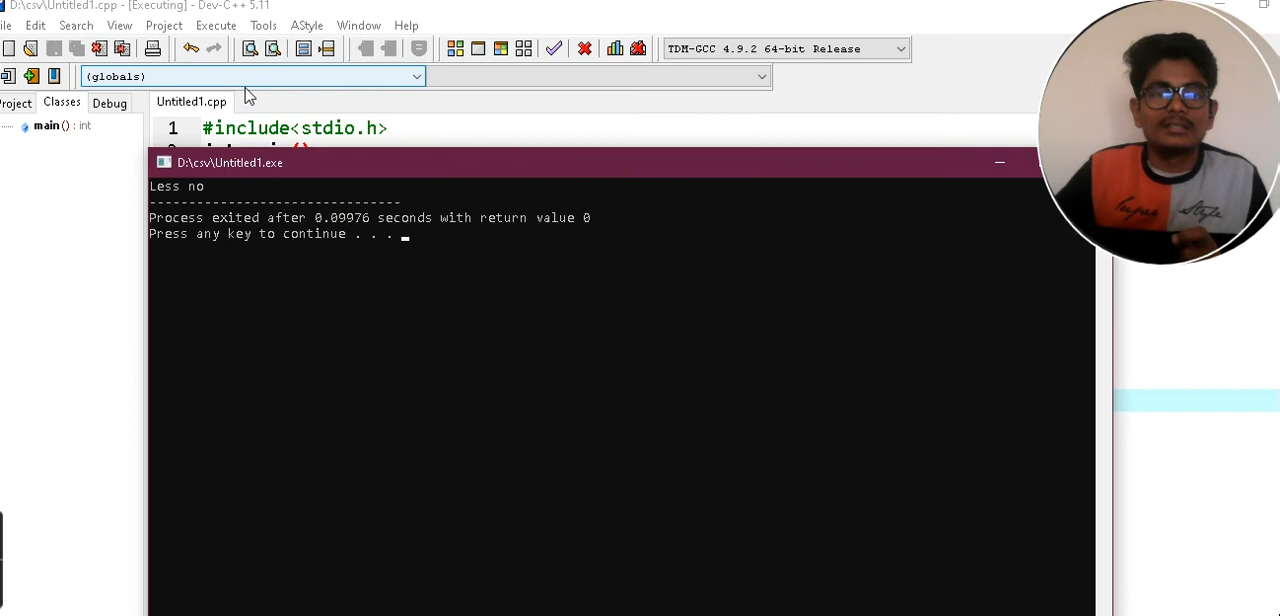 D:\csv\Untitled1.cpp - [Executing] - Dev-C++ 5.11
ile Edit Search View Project Execute Tools AStyle Window Help
TDM-GCC 4.9.2 64-bit Release
(globals)
Project Classes Debug Untitled1.cpp
main() : int
1 #include<stdio.h>
D:\csv\Untitled1.exe
Less no
--------------------------------
Process exited after 0.09976 seconds with return value 0
Press any key to continue . . .
Style